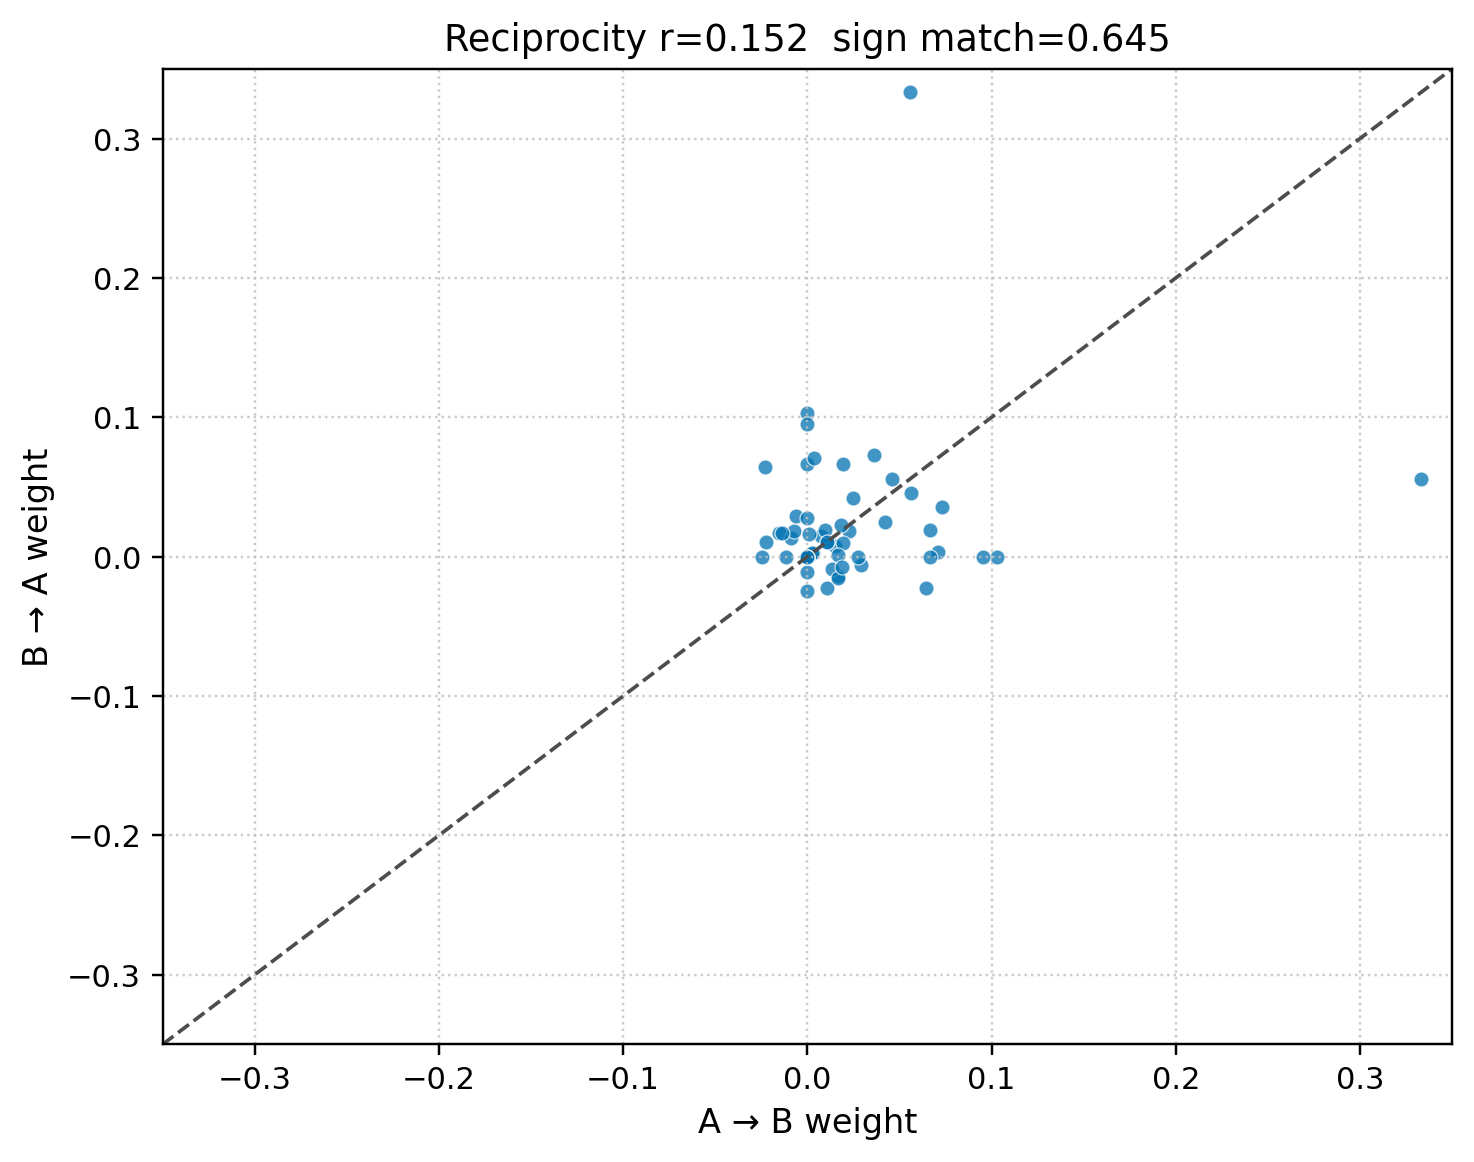 Reciprocity r=0.152  sign match=0.645
0.3
0.2
0.1
0.0
−0.1
−0.2
−0.3
B → A weight
−0.3 −0.2 −0.1 0.0 0.1 0.2 0.3
A → B weight